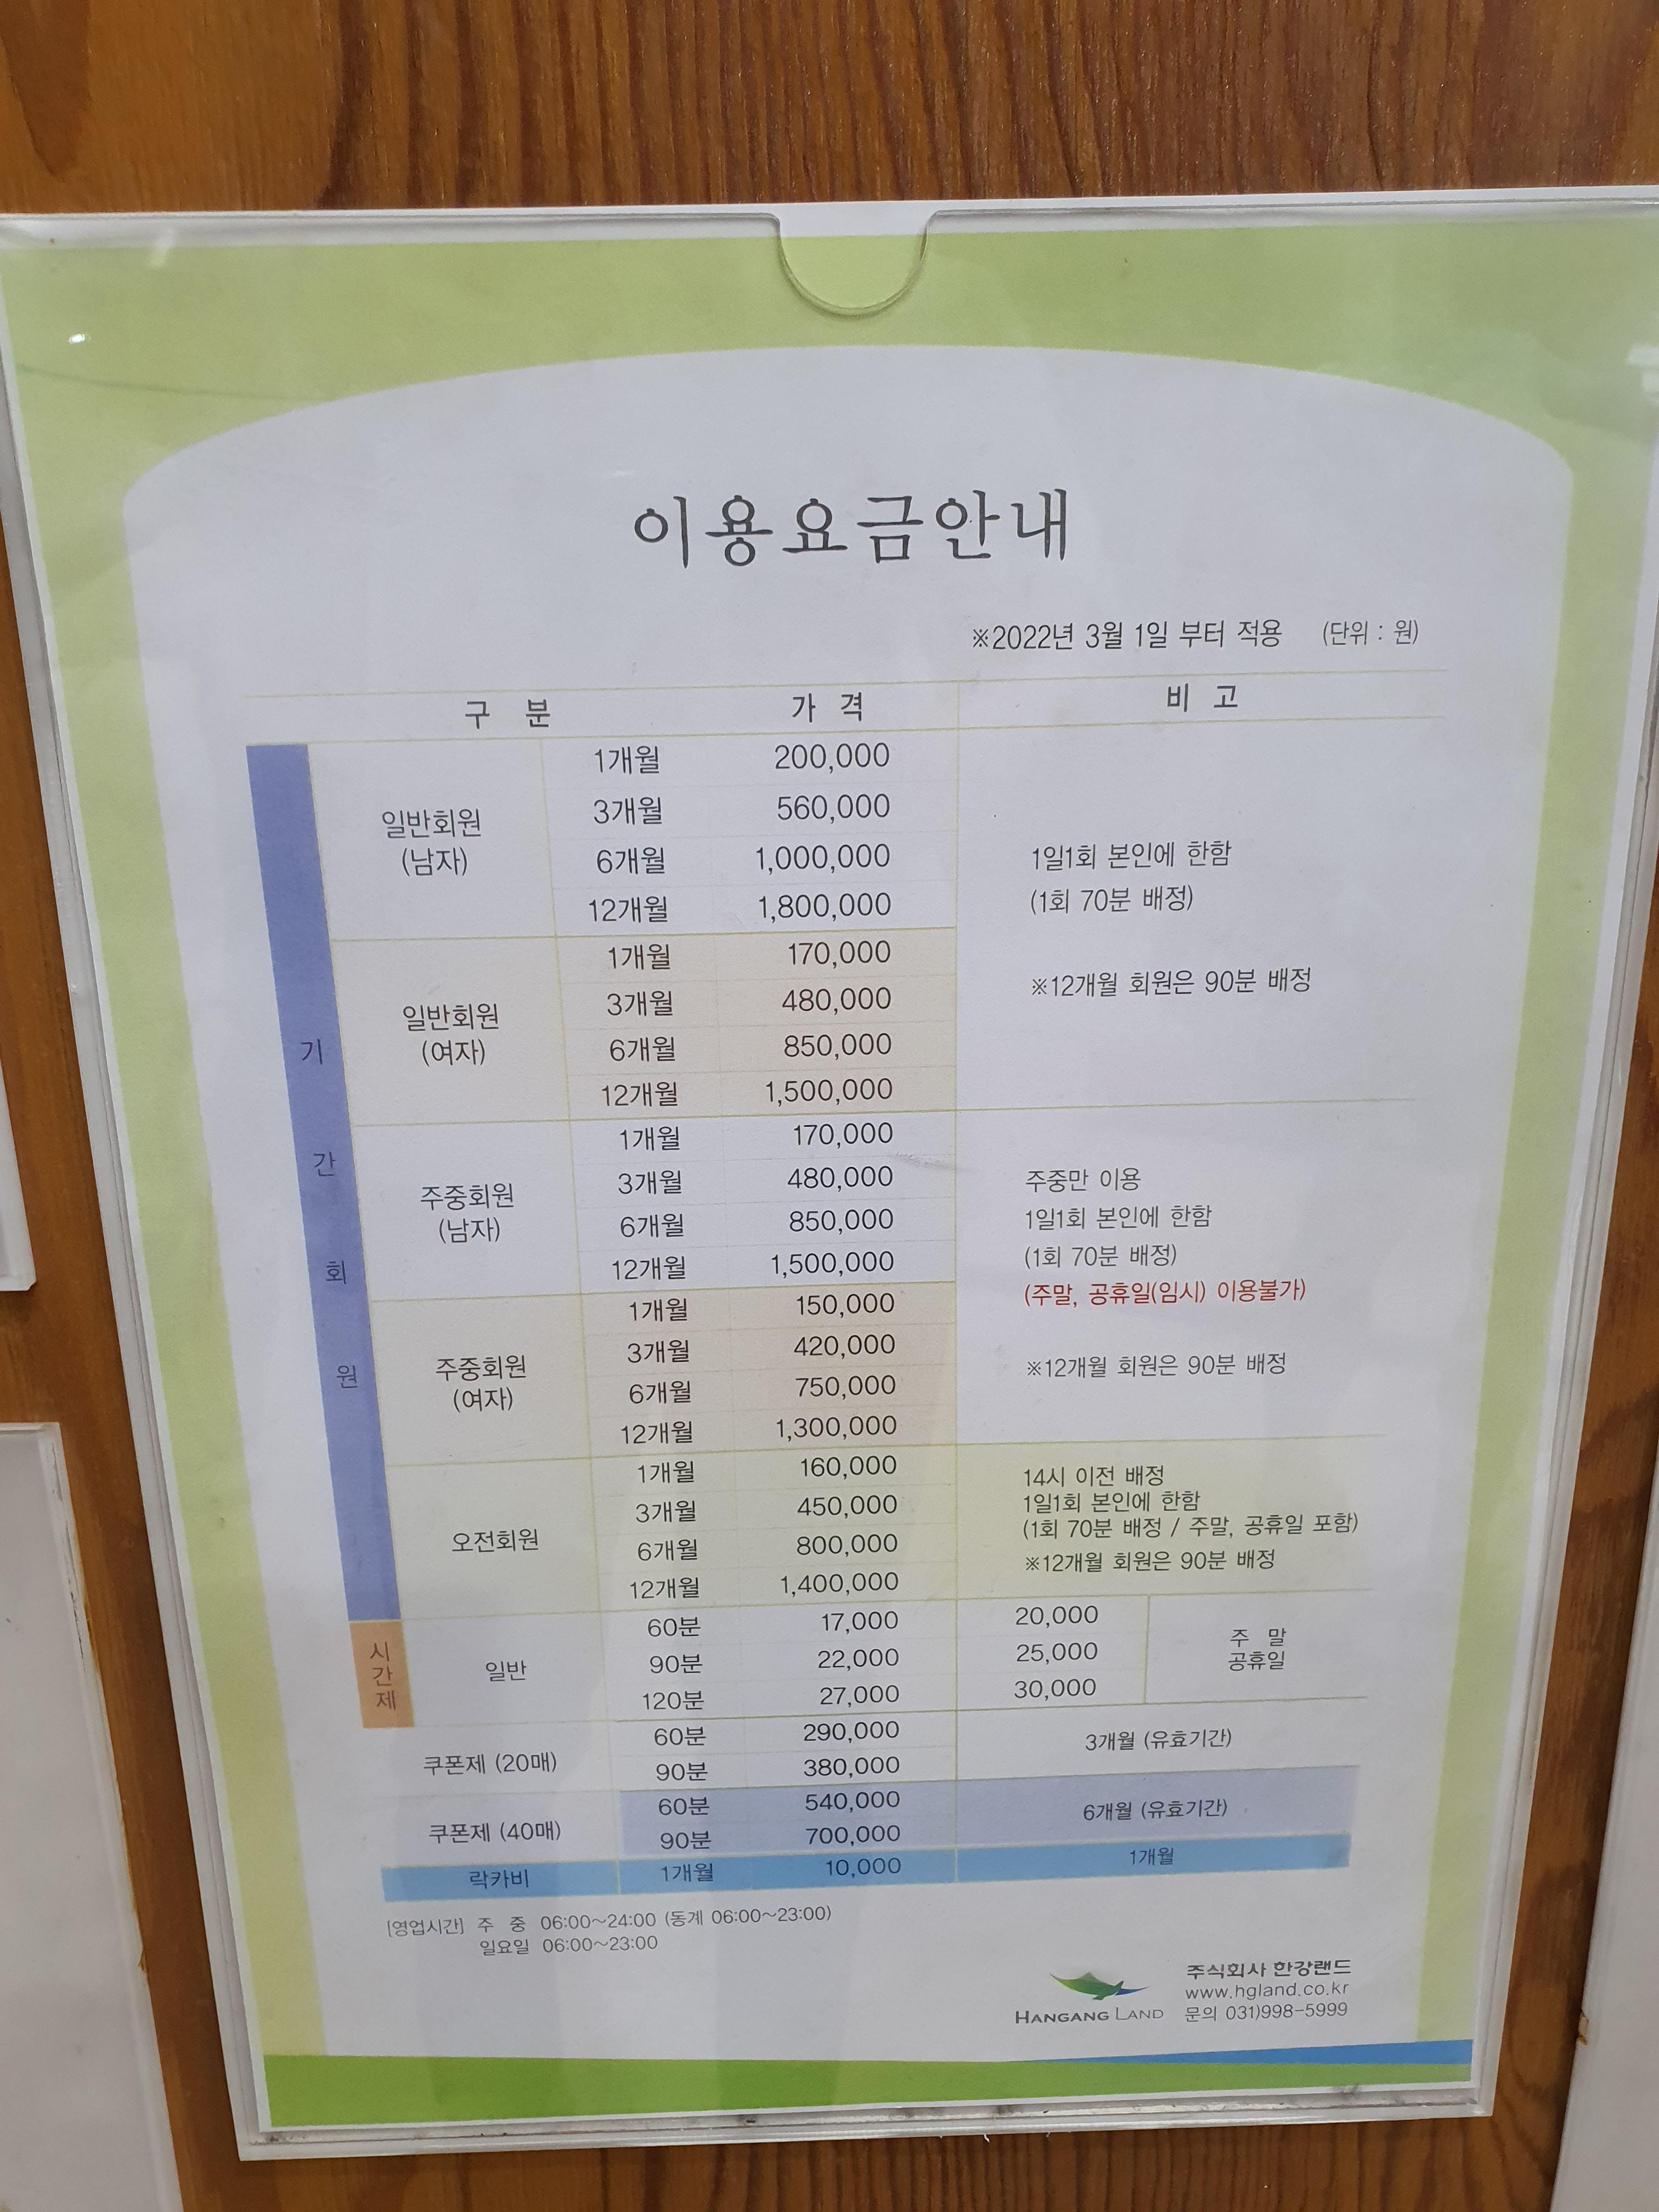 이용요금안내
※2022년 3월 1일 부터 적용 (단위 : 원)
구 분 가 격 비 고
기간회원
일반회원
(남자)
1개월 200,000
3개월 560,000
6개월 1,000,000
12개월 1,800,000
일반회원
(여자)
1개월 170,000
3개월 480,000
6개월 850,000
12개월 1,500,000
1일1회 본인에 한함
(1회 70분 배정)
※12개월 회원은 90분 배정
주중회원
(남자)
1개월 170,000
3개월 480,000
6개월 850,000
12개월 1,500,000
주중회원
(여자)
1개월 150,000
3개월 420,000
6개월 750,000
12개월 1,300,000
주중만 이용
1일1회 본인에 한함
(1회 70분 배정)
(주말, 공휴일(임시) 이용불가)
※12개월 회원은 90분 배정
오전회원
1개월 160,000
3개월 450,000
6개월 800,000
12개월 1,400,000
14시 이전 배정
1일1회 본인에 한함
(1회 70분 배정 / 주말, 공휴일 포함)
※12개월 회원은 90분 배정
시간제
일반
60분 17,000 20,000
90분 22,000 25,000
120분 27,000 30,000
주 말
공휴일
쿠폰제 (20매)
60분 290,000
90분 380,000
3개월 (유효기간)
쿠폰제 (40매)
60분 540,000
90분 700,000
6개월 (유효기간)
락카비 1개월 10,000 1개월
[영업시간] 주 중 06:00~24:00 (동계 06:00~23:00)
일요일 06:00~23:00
HANGANG LAND
주식회사 한강랜드
www.hgland.co.kr
문의 031)998-5999